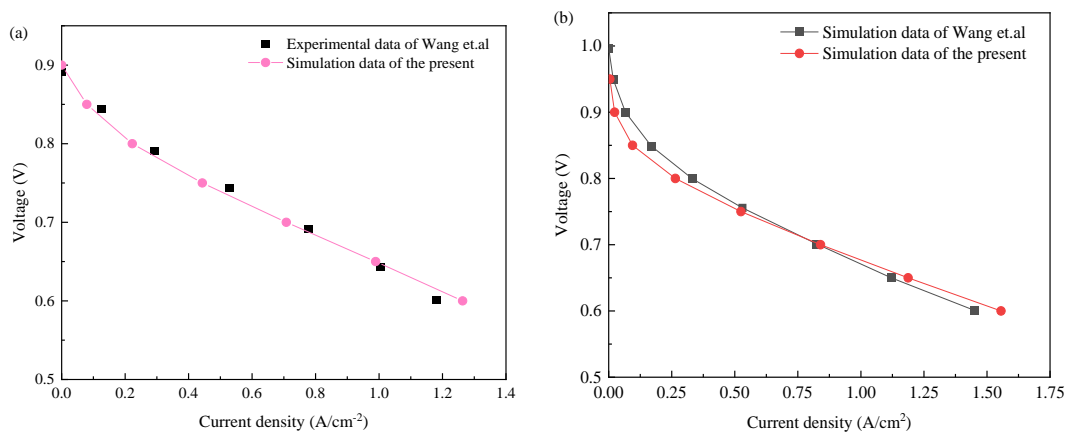 (a)
Experimental data of Wang et.al
Simulation data of the present
0.9
0.8
0.7
0.6
0.5
Voltage (V)
0.0 0.2 0.4 0.6 0.8 1.0 1.2 1.4
Current density (A/cm⁻²)
(b)
Simulation data of Wang et.al
Simulation data of the present
1.0
0.9
0.8
0.7
0.6
0.5
Voltage (V)
0.00 0.25 0.50 0.75 1.00 1.25 1.50 1.75
Current density (A/cm²)